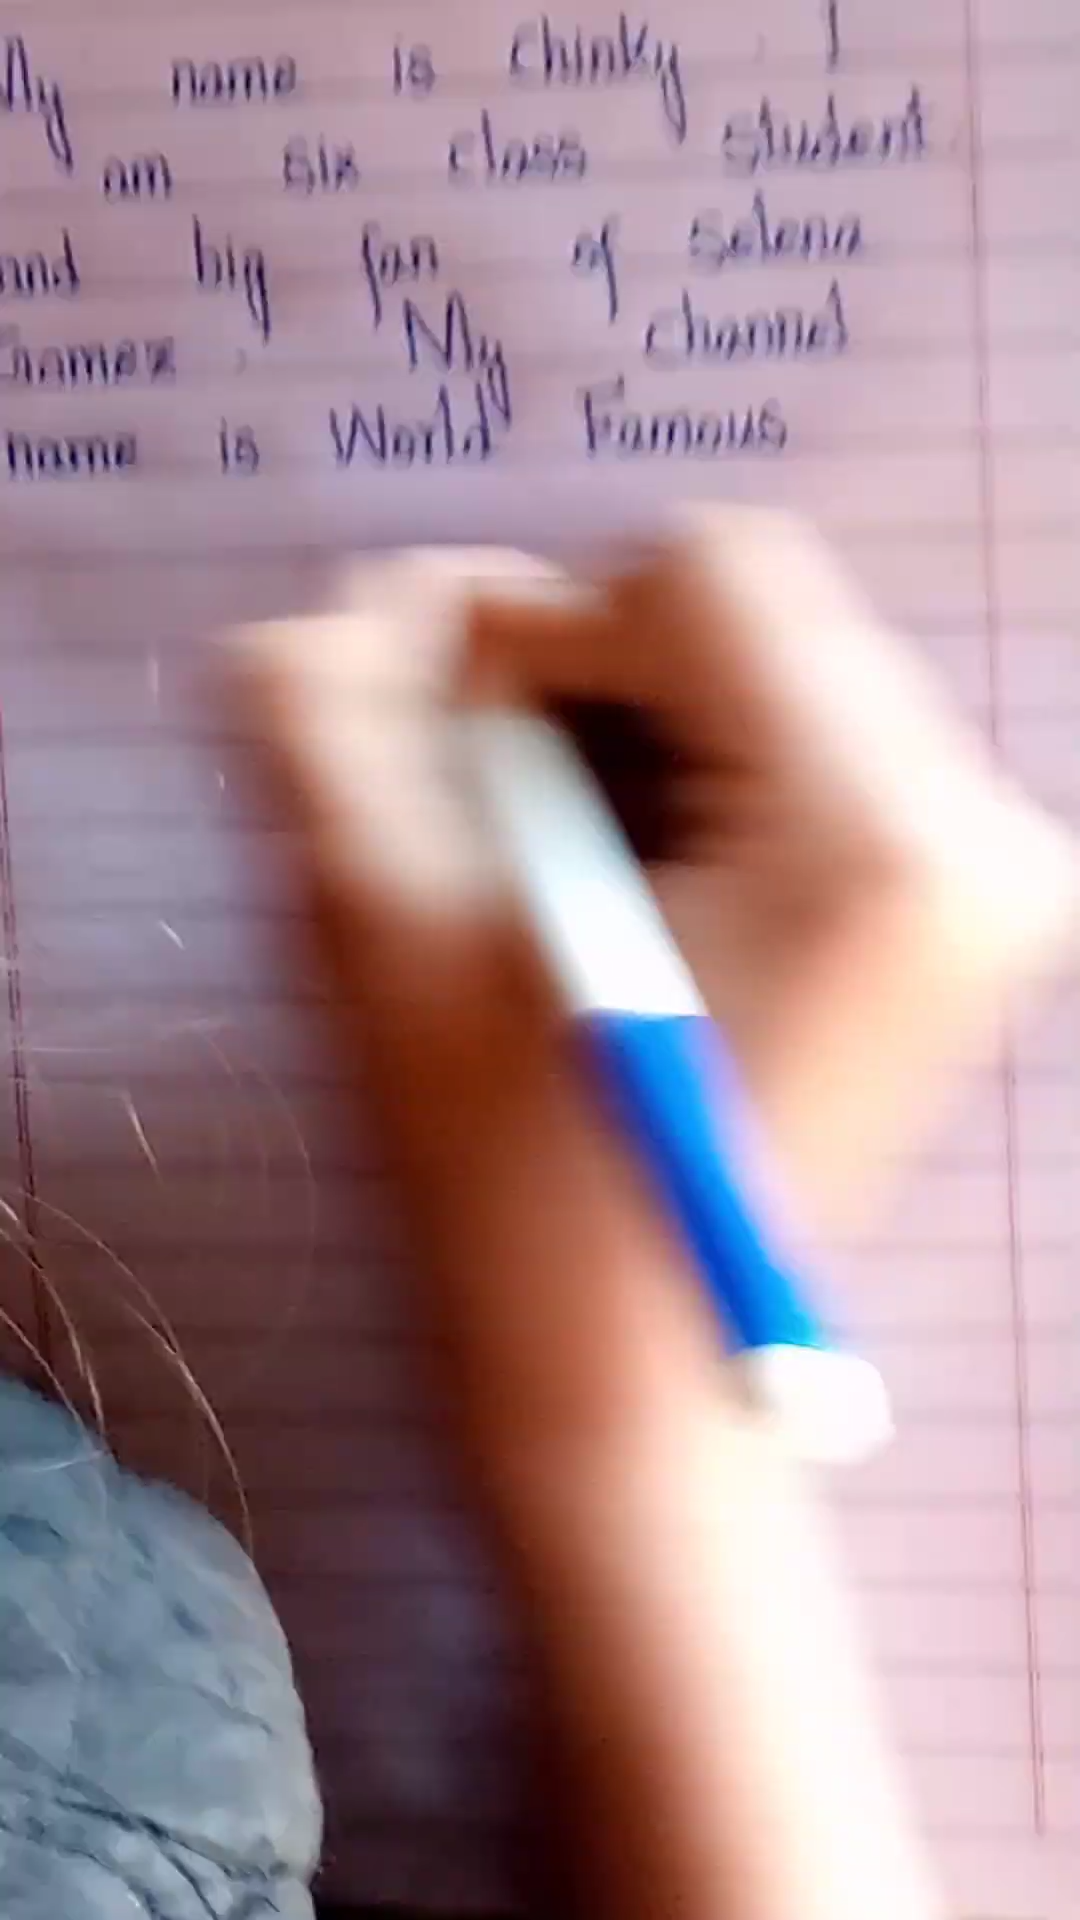 My name is Chinky . I
am six class student
and big fan of Selena
Gamez . My channel
name is World Famous